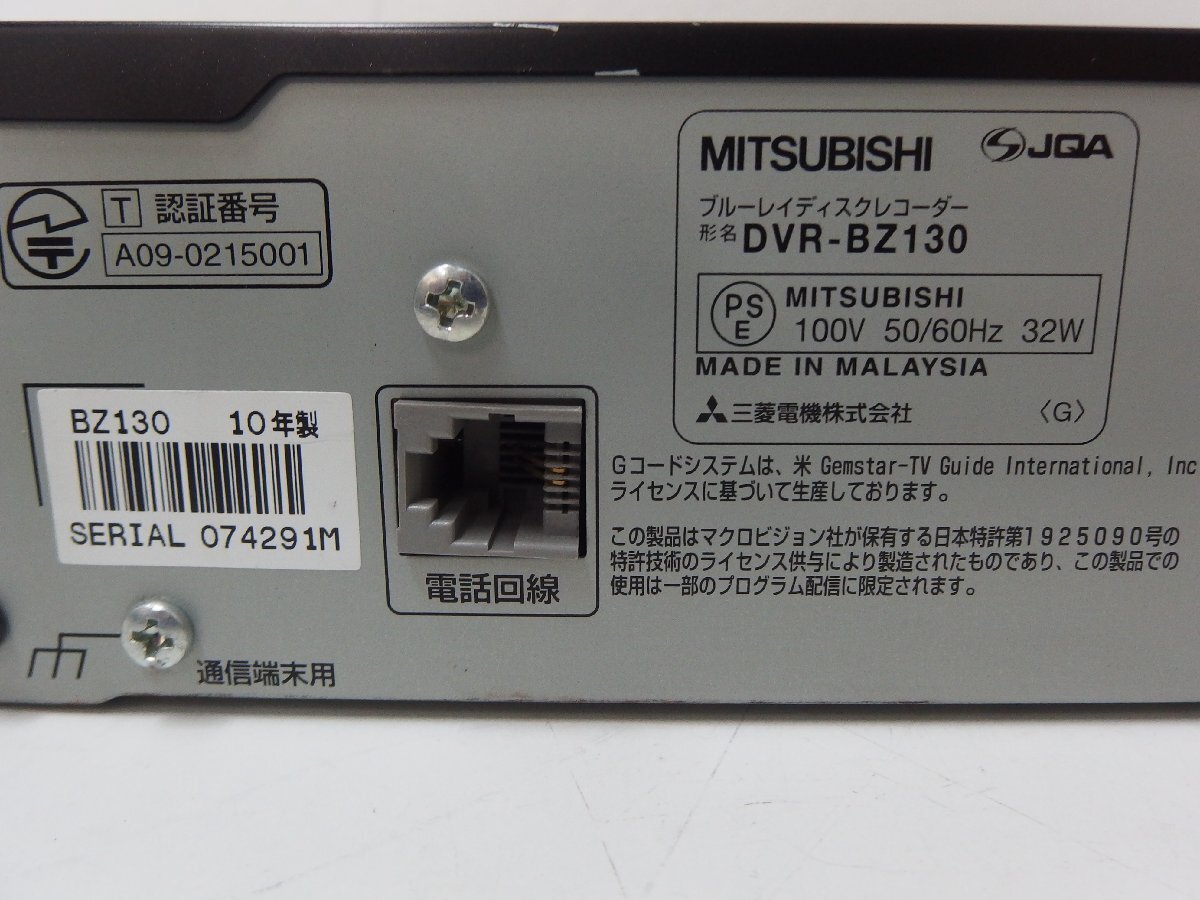 T 認証番号
A09-0215001
BZ130 10年製
SERIAL 074291M
通信端末用
電話回線
MITSUBISHI JQA
ブルーレイディスクレコーダー
形名 DVR-BZ130
PSE MITSUBISHI
100V 50/60Hz 32W
MADE IN MALAYSIA
三菱電機株式会社 〈G〉
Gコードシステムは、米 Gemstar-TV Guide International, Inc
ライセンスに基づいて生産しております。
この製品はマクロビジョン社が保有する日本特許第1925090号の
特許技術のライセンス供与により製造されたものであり、この製品での
使用は一部のプログラム配信に限定されます。